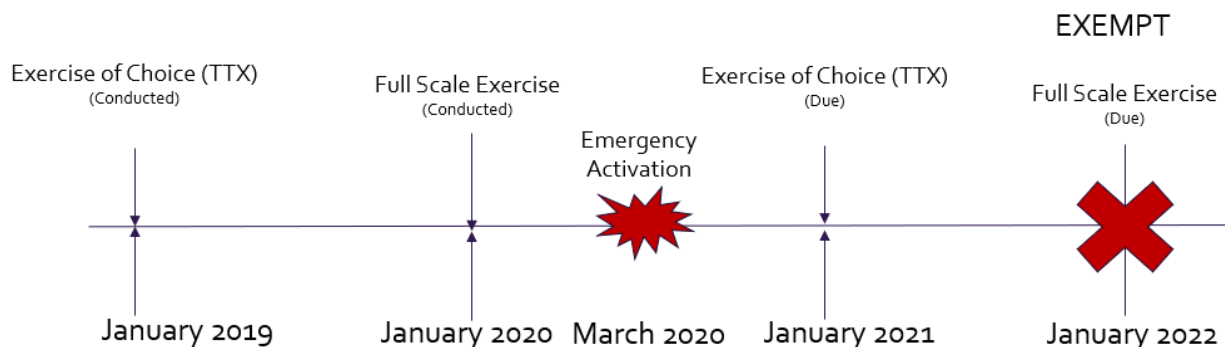 EXEMPT
Exercise of Choice (TTX)
(Conducted)
Full Scale Exercise
(Conducted)
Emergency
Activation
Exercise of Choice (TTX)
(Due)
Full Scale Exercise
(Due)
January 2019
January 2020
March 2020
January 2021
January 2022